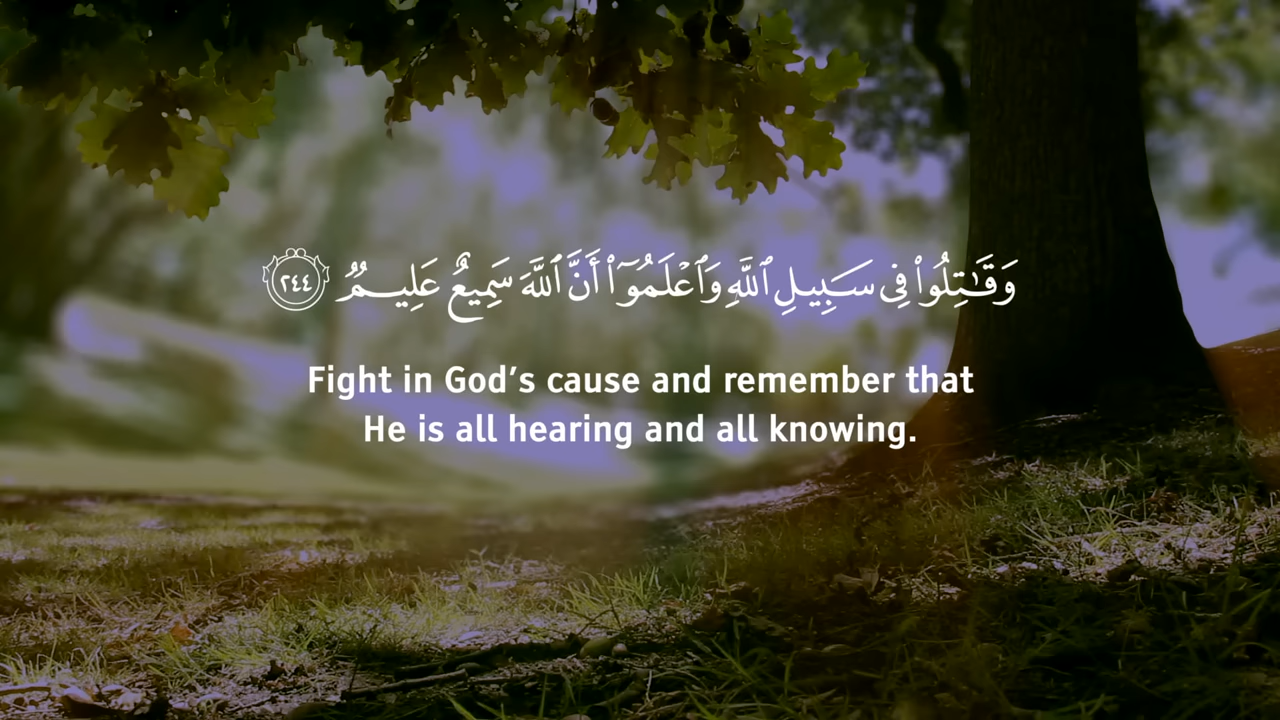 وَقَٰتِلُوا۟ فِى سَبِيلِ ٱللَّهِ وَٱعْلَمُوٓا۟ أَنَّ ٱللَّهَ سَمِيعٌ عَلِيمٌۭ ٢٤٤
Fight in God’s cause and remember that
He is all hearing and all knowing.